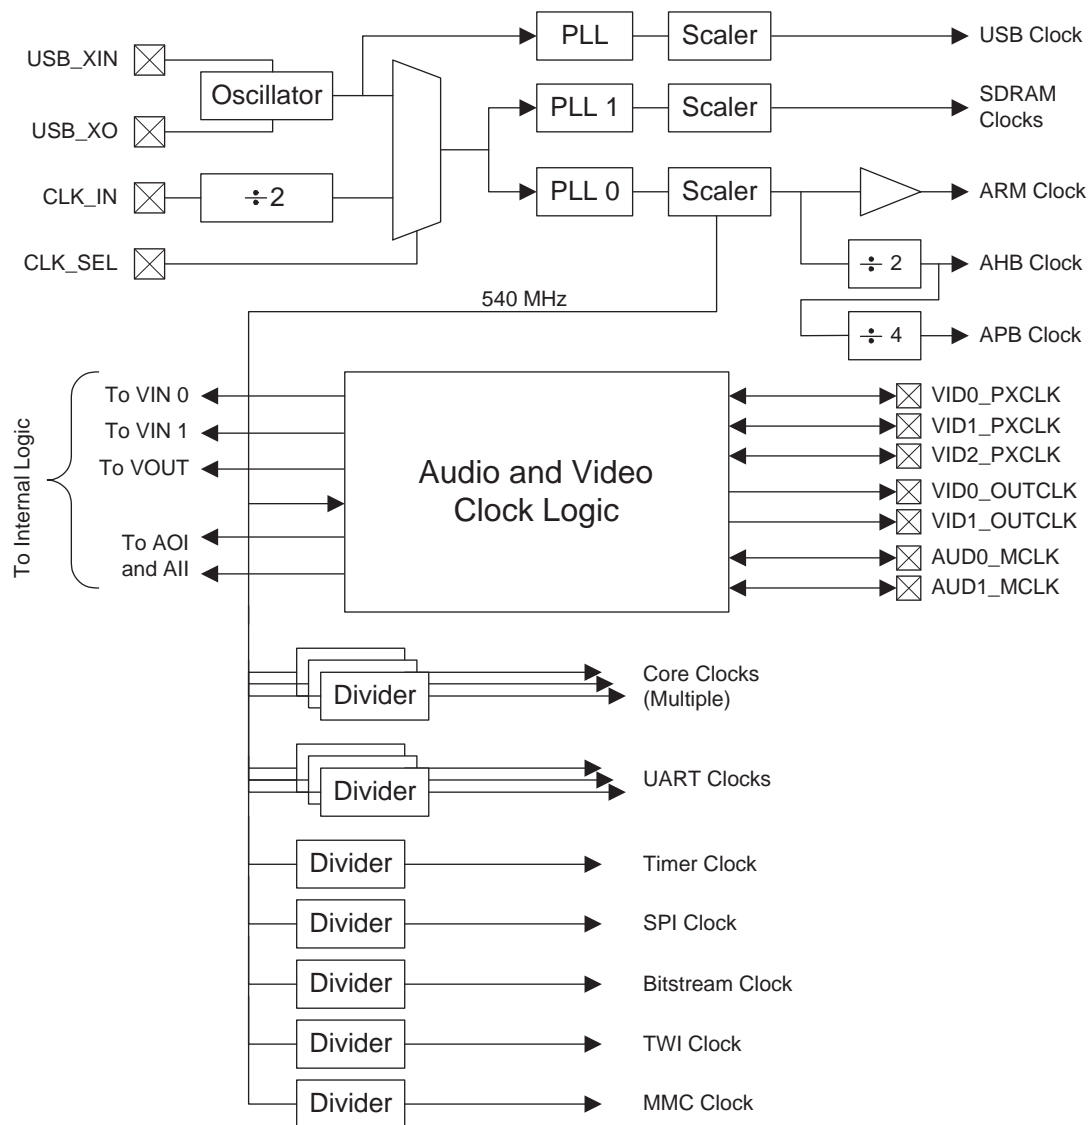 USB_XIN
USB_XO
CLK_IN
CLK_SEL
Oscillator
÷2
PLL
Scaler
USB Clock
PLL 1
Scaler
SDRAM
Clocks
PLL 0
Scaler
ARM Clock
÷ 2
AHB Clock
÷ 4
APB Clock
540 MHz
To Internal Logic
To VIN 0
To VIN 1
To VOUT
To AOI
and AII
Audio and Video
Clock Logic
VID0_PXCLK
VID1_PXCLK
VID2_PXCLK
VID0_OUTCLK
VID1_OUTCLK
AUD0_MCLK
AUD1_MCLK
Divider
Core Clocks
(Multiple)
Divider
UART Clocks
Divider
Timer Clock
Divider
SPI Clock
Divider
Bitstream Clock
Divider
TWI Clock
Divider
MMC Clock